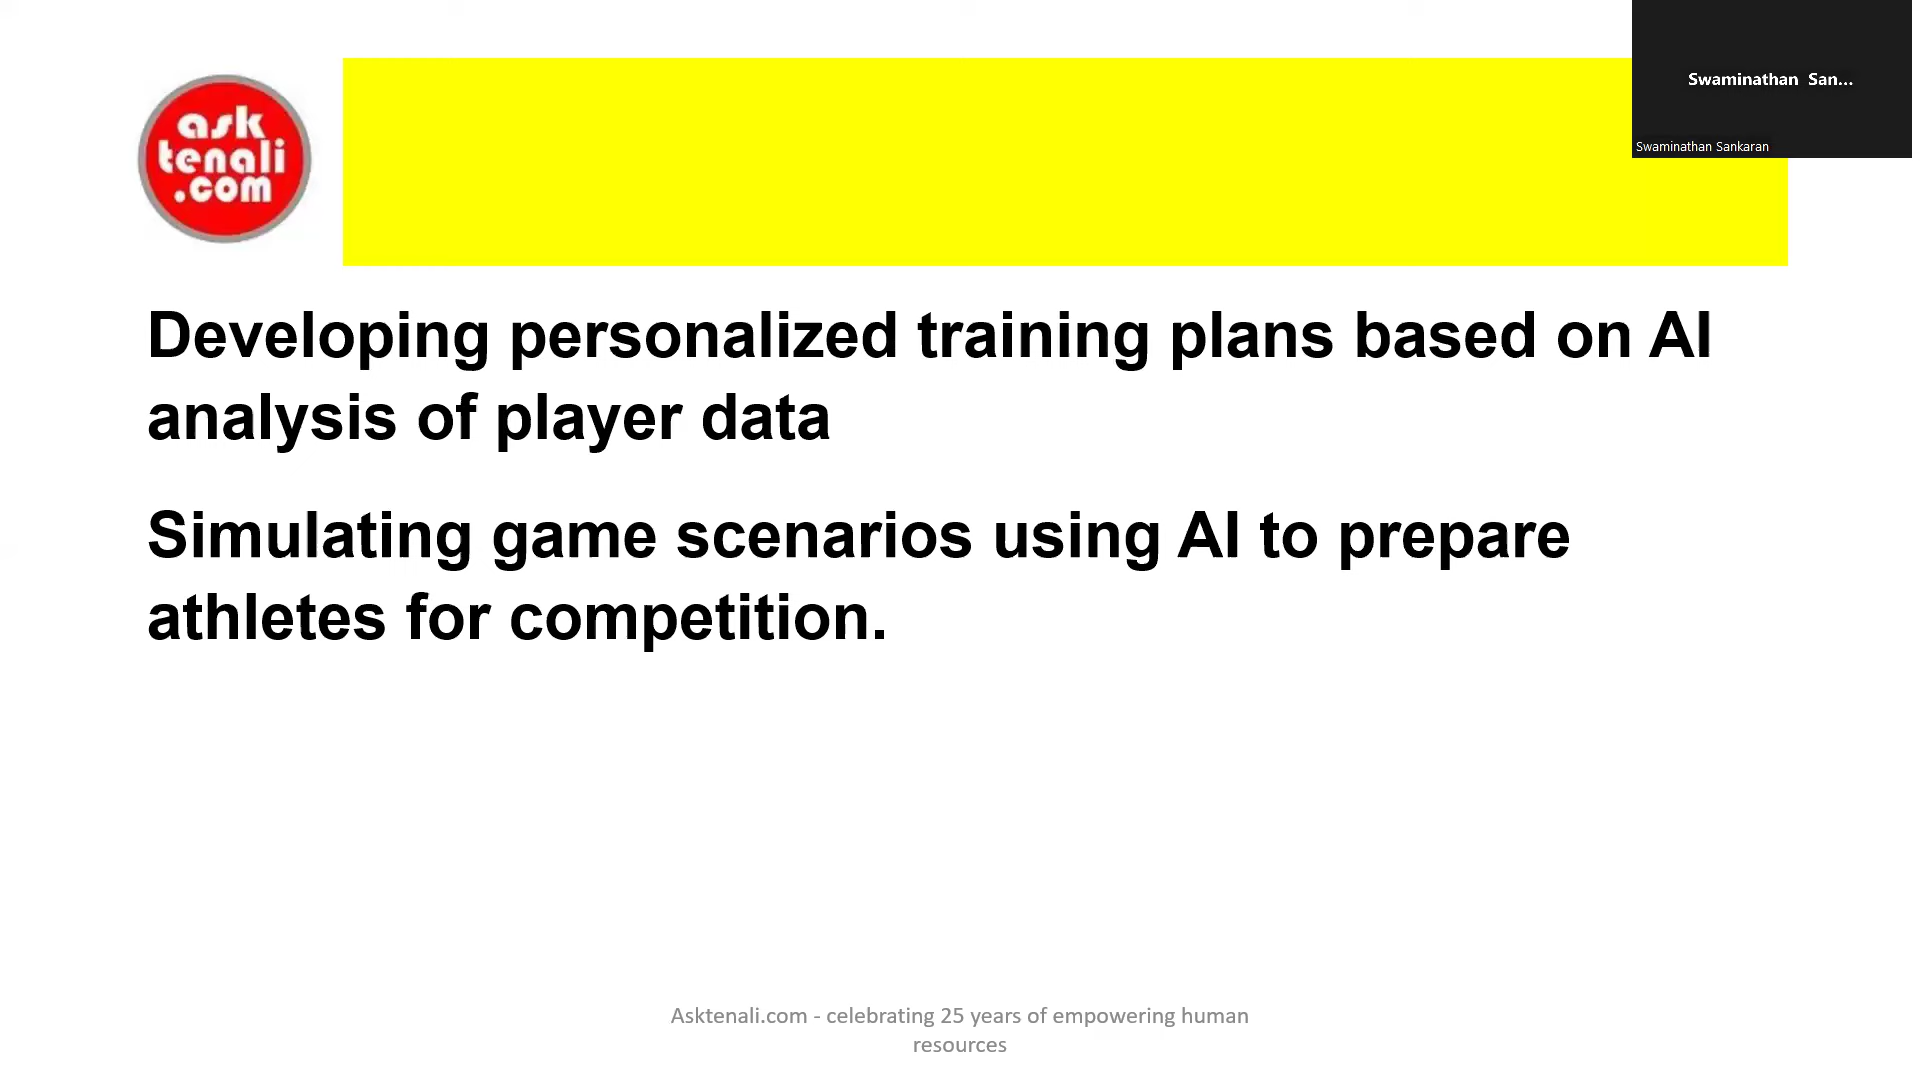 ask
tenali
.com
Swaminathan San...
Swaminathan Sankaran
Developing personalized training plans based on AI
analysis of player data
Simulating game scenarios using AI to prepare
athletes for competition.
Asktenali.com - celebrating 25 years of empowering human
resources